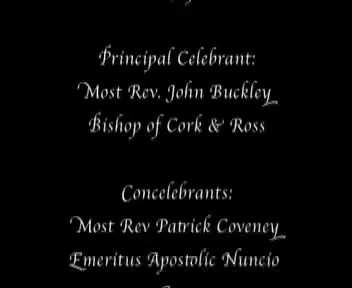 Principal Celebrant:
Most Rev. John Buckley
Bishop of Cork & Ross
Concelebrants:
Most Rev Patrick Coveney
Emeritus Apostolic Nuncio